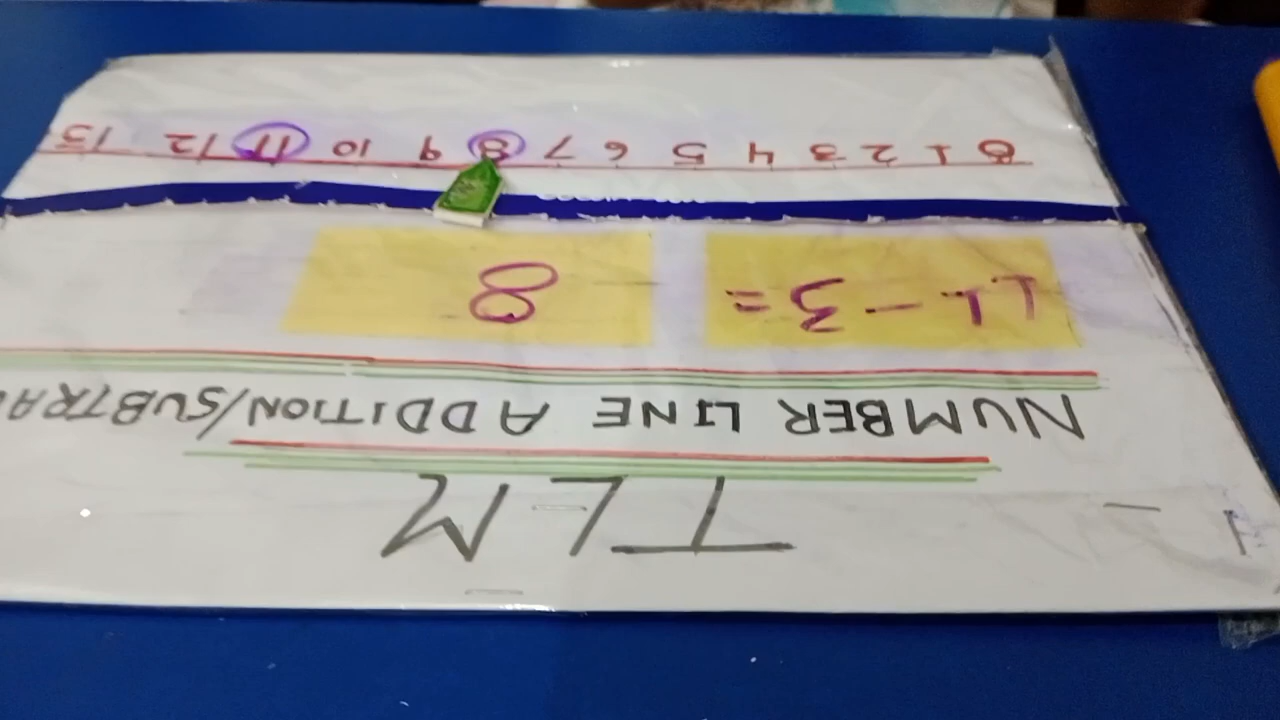 TLM
NUMBER LINE ADDITION/SUBTRA
11-3= 8
0 1 2 3 4 5 6 7 8 9 10 11 12 13